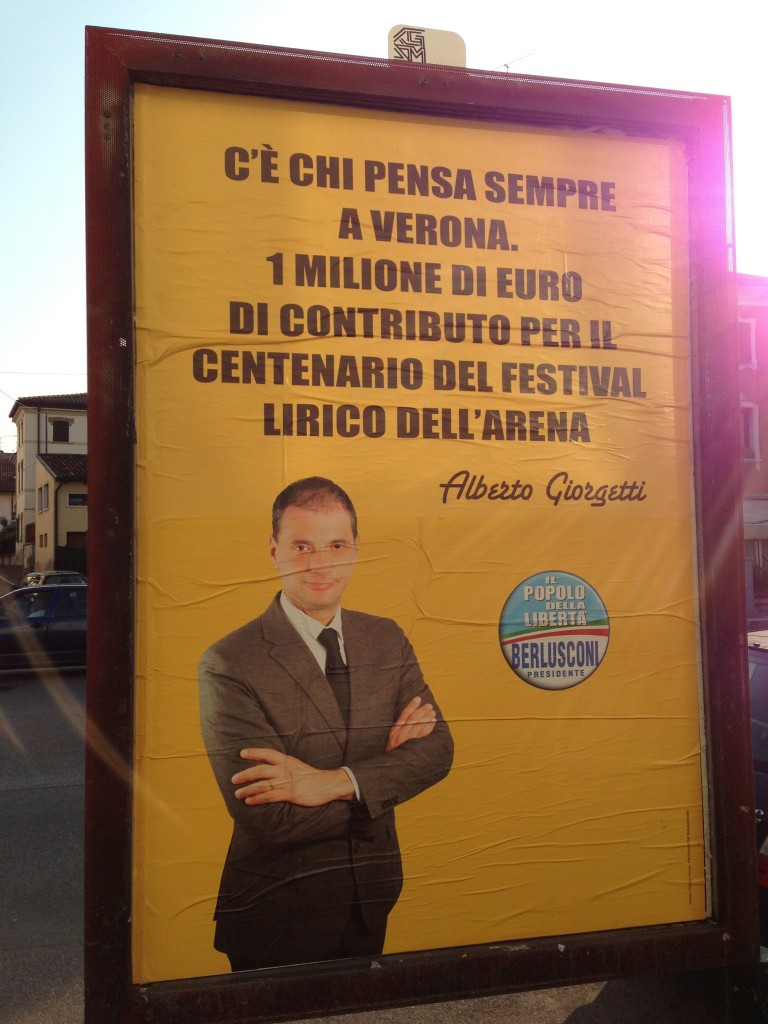 C'È CHI PENSA SEMPRE
A VERONA.
1 MILIONE DI EURO
DI CONTRIBUTO PER IL
CENTENARIO DEL FESTIVAL
LIRICO DELL'ARENA
Alberto Giorgetti
IL
POPOLO
DELLA
LIBERTÀ
BERLUSCONI
PRESIDENTE